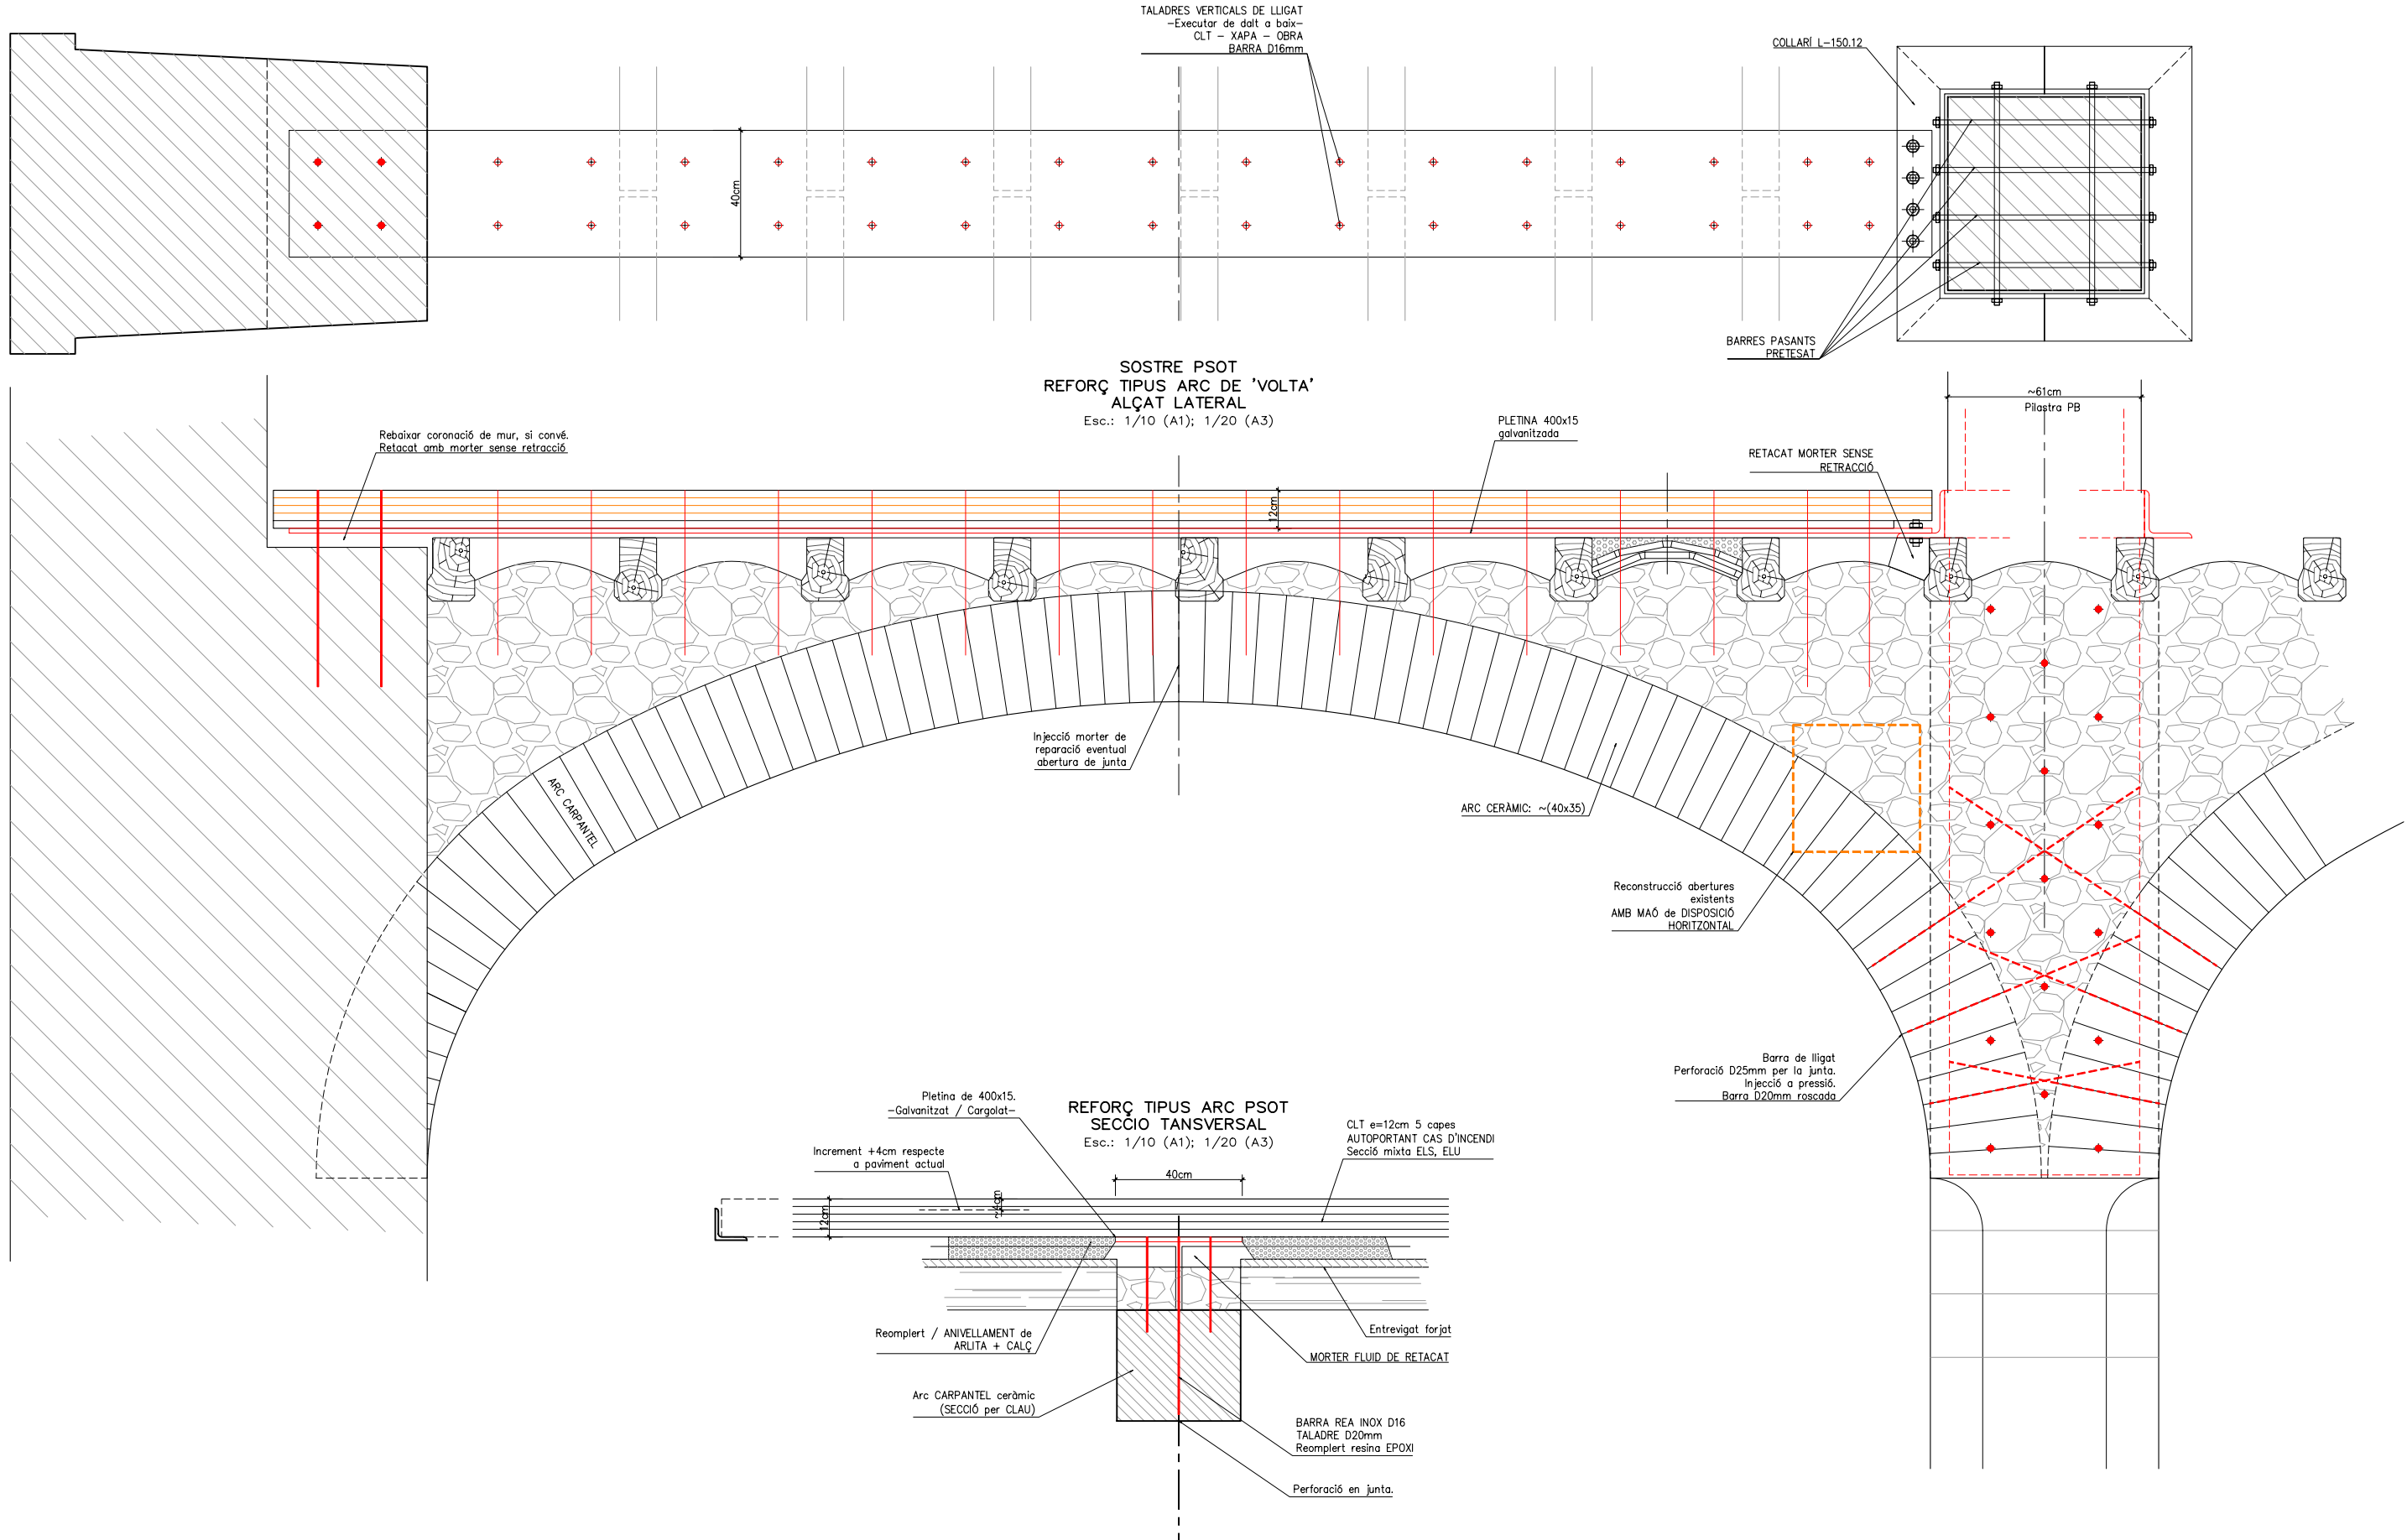 TALADRES VERTICALS DE LLIGAT
-Executar de dalt a baix-
CLT - XAPA - OBRA
BARRA D16mm
COLLARÍ L-150.12
40cm
BARRES PASANTS
PRETESAT
SOSTRE PSOT
REFORÇ TIPUS ARC DE 'VOLTA'
ALÇAT LATERAL
Esc.: 1/10 (A1); 1/20 (A3)
~61cm
Pilastra PB
Rebaixar coronació de mur, si convé.
Retacat amb morter sense retracció
PLETINA 400x15
galvanitzada
RETACAT MORTER SENSE
RETRACCIÓ
12cm
Injecció morter de
reparació eventual
abertura de junta
ARC CARPANTEL
ARC CERÀMIC: ~(40x35)
Reconstrucció abertures
existents
AMB MAÓ de DISPOSICIÓ
HORITZONTAL
Barra de lligat
Perforació D25mm per la junta.
Injecció a pressió.
Barra D20mm roscada
Pletina de 400x15.
-Galvanitzat / Cargolat-
REFORÇ TIPUS ARC PSOT
SECCIO TANSVERSAL
Esc.: 1/10 (A1); 1/20 (A3)
CLT e=12cm 5 capes
AUTOPORTANT CAS D'INCENDI
Secció mixta ELS, ELU
Increment +4cm respecte
a paviment actual
40cm
~4cm
12cm
Reomplert / ANIVELLAMENT de
ARLITA + CALÇ
Entrevigat forjat
MORTER FLUID DE RETACAT
Arc CARPANTEL ceràmic
(SECCIÓ per CLAU)
BARRA REA INOX D16
TALADRE D20mm
Reomplert resina EPOXI
Perforació en junta.